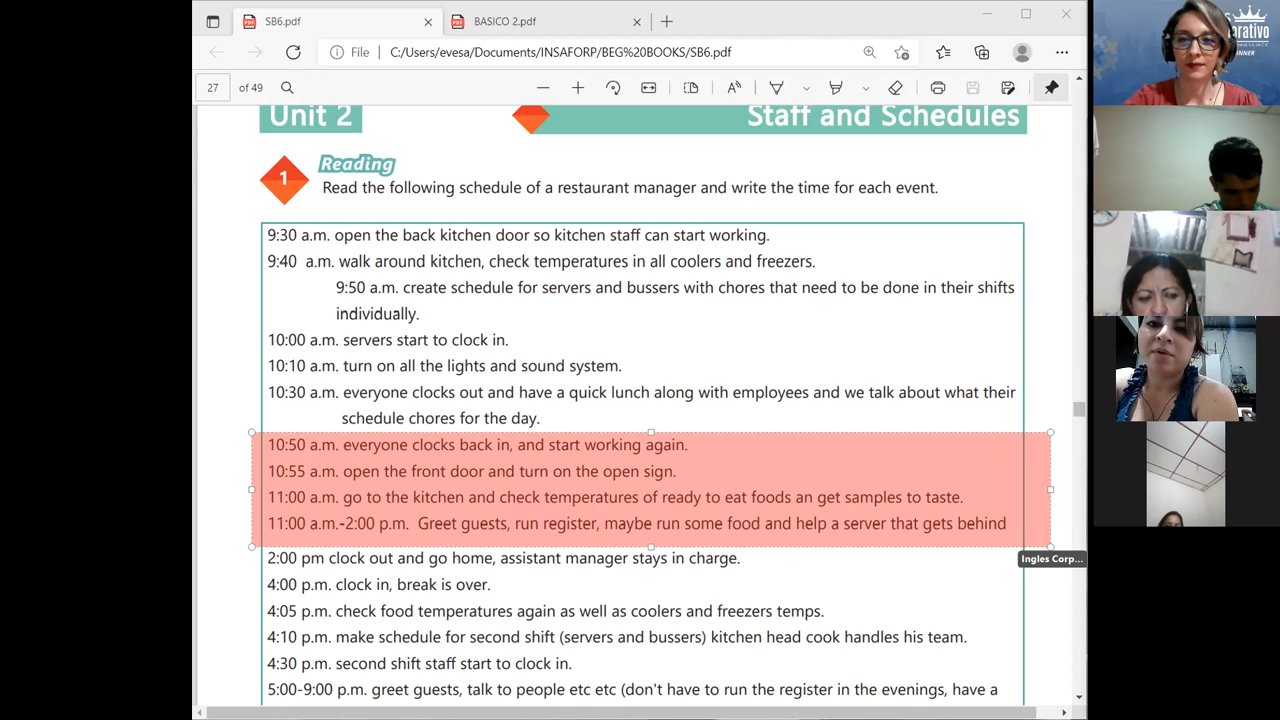 SB6.pdf
BASICO 2.pdf
File
C:/Users/evesa/Documents/INSAFORP/BEG%20BOOKS/SB6.pdf
27 of 49
Unit 2
Staff and Schedules
1
Reading
Read the following schedule of a restaurant manager and write the time for each event.
9:30 a.m. open the back kitchen door so kitchen staff can start working.
9:40 a.m. walk around kitchen, check temperatures in all coolers and freezers.
9:50 a.m. create schedule for servers and bussers with chores that need to be done in their shifts
individually.
10:00 a.m. servers start to clock in.
10:10 a.m. turn on all the lights and sound system.
10:30 a.m. everyone clocks out and have a quick lunch along with employees and we talk about what their
schedule chores for the day.
10:50 a.m. everyone clocks back in, and start working again.
10:55 a.m. open the front door and turn on the open sign.
11:00 a.m. go to the kitchen and check temperatures of ready to eat foods an get samples to taste.
11:00 a.m.-2:00 p.m. Greet guests, run register, maybe run some food and help a server that gets behind
2:00 pm clock out and go home, assistant manager stays in charge.
4:00 p.m. clock in, break is over.
4:05 p.m. check food temperatures again as well as coolers and freezers temps.
4:10 p.m. make schedule for second shift (servers and bussers) kitchen head cook handles his team.
4:30 p.m. second shift staff start to clock in.
5:00-9:00 p.m. greet guests, talk to people etc etc (don't have to run the register in the evenings, have a
Ingles Corp...